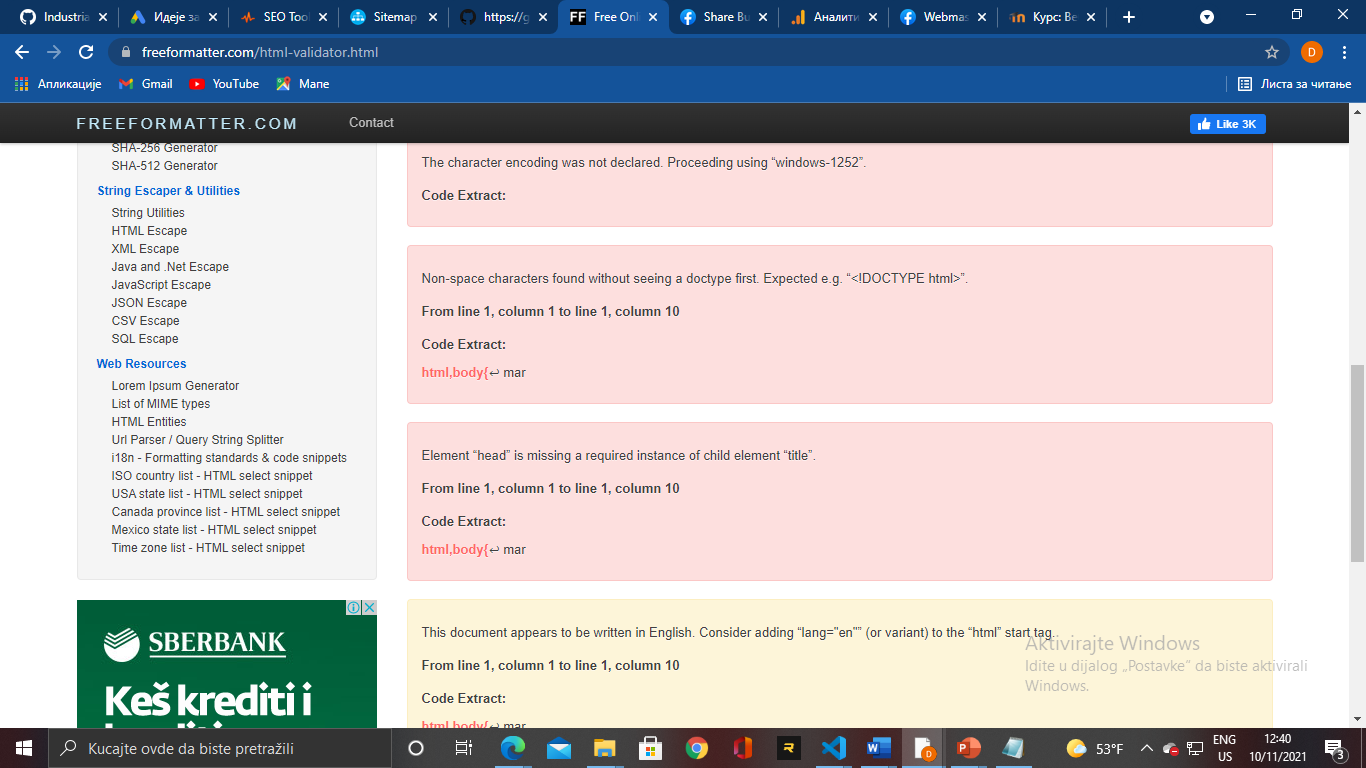 Industria
Идеје за
SEO Tool
Sitemap
https://g
Free Onli
Share Bu
Аналити
Webmas
Курс: Ве
freeformatter.com/html-validator.html
D
Апликације
Gmail
YouTube
Мапе
Листа за читање
FREEFORMATTER.COM
Contact
Like 3K
SHA-256 Generator
SHA-512 Generator
String Escaper & Utilities
String Utilities
HTML Escape
XML Escape
Java and .Net Escape
JavaScript Escape
JSON Escape
CSV Escape
SQL Escape
Web Resources
Lorem Ipsum Generator
List of MIME types
HTML Entities
Url Parser / Query String Splitter
i18n - Formatting standards & code snippets
ISO country list - HTML select snippet
USA state list - HTML select snippet
Canada province list - HTML select snippet
Mexico state list - HTML select snippet
Time zone list - HTML select snippet
SBERBANK
Keš krediti i
The character encoding was not declared. Proceeding using “windows-1252”.
Code Extract:
Non-space characters found without seeing a doctype first. Expected e.g. “<!DOCTYPE html>”.
From line 1, column 1 to line 1, column 10
Code Extract:
html,body{↩ mar
Element “head” is missing a required instance of child element “title”.
From line 1, column 1 to line 1, column 10
Code Extract:
html,body{↩ mar
This document appears to be written in English. Consider adding “lang="en"” (or variant) to the “html” start tag.
From line 1, column 1 to line 1, column 10
Code Extract:
html,body{↩ mar
Aktivirajte Windows
Idite u dijalog „Postavke“ da biste aktivirali
Windows.
Kucajte ovde da biste pretražili
53°F
ENG
US
12:40
10/11/2021
3